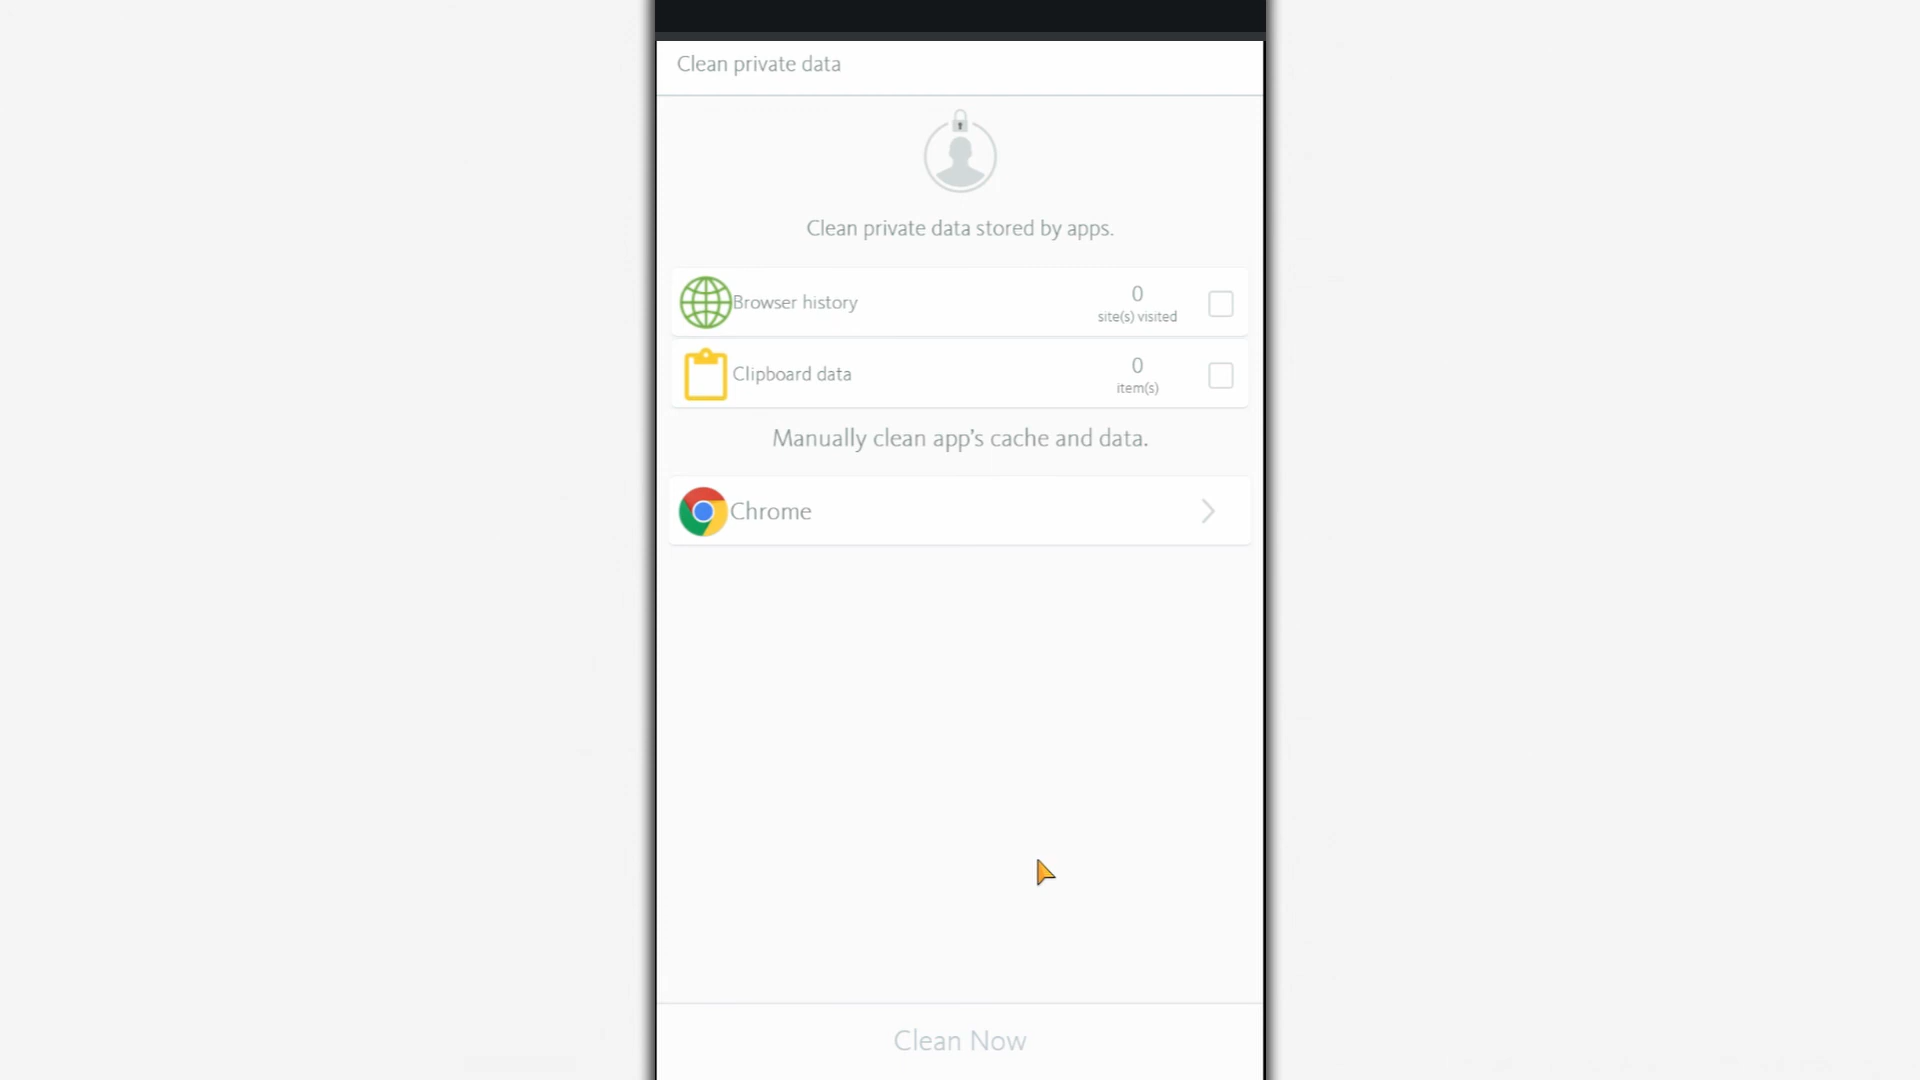 Clean private data
Clean private data stored by apps.
Browser history
0
site(s) visited
Clipboard data
0
item(s)
Manually clean app’s cache and data.
Chrome
Clean Now